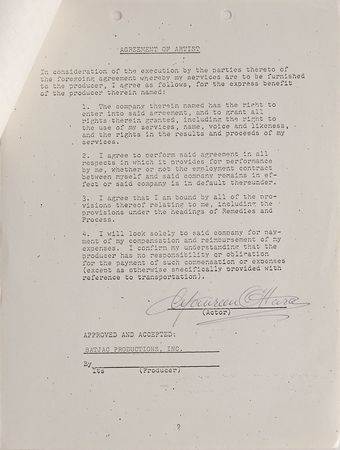 AGREEMENT OF ARTIST
In consideration of the execution by the parties thereto of
the foregoing agreement whereby my services are to be furnished
to the producer, I agree as follows, for the express benefit
of the producer therein named:
1. The company therein named has the right to
enter into said agreement, and to grant all
rights therein granted, including the right to
the use of my services, name, voice and likeness,
and the rights in the results and proceeds of my
services.
2. I agree to perform said agreement in all
respects in which it provides for performance
by me, whether or not the employment contract
between myself and said company remains in ef-
fect or said company is in default thereunder.
3. I agree that I am bound by all of the pro-
visions thereof relating to me, including the
provisions under the headings of Remedies and
Process.
4. I will look solely to said company for pay-
ment of my compensation and reimbursement of my
expenses. I confirm my understanding that the
producer has no responsibility or obligation
for the payment of such compensation or expenses
(except as otherwise specifically provided with
reference to transportation).
Maureen O'Hara
(Actor)
APPROVED AND ACCEPTED:
BATJAC PRODUCTIONS, INC.
By
Its (Producer)